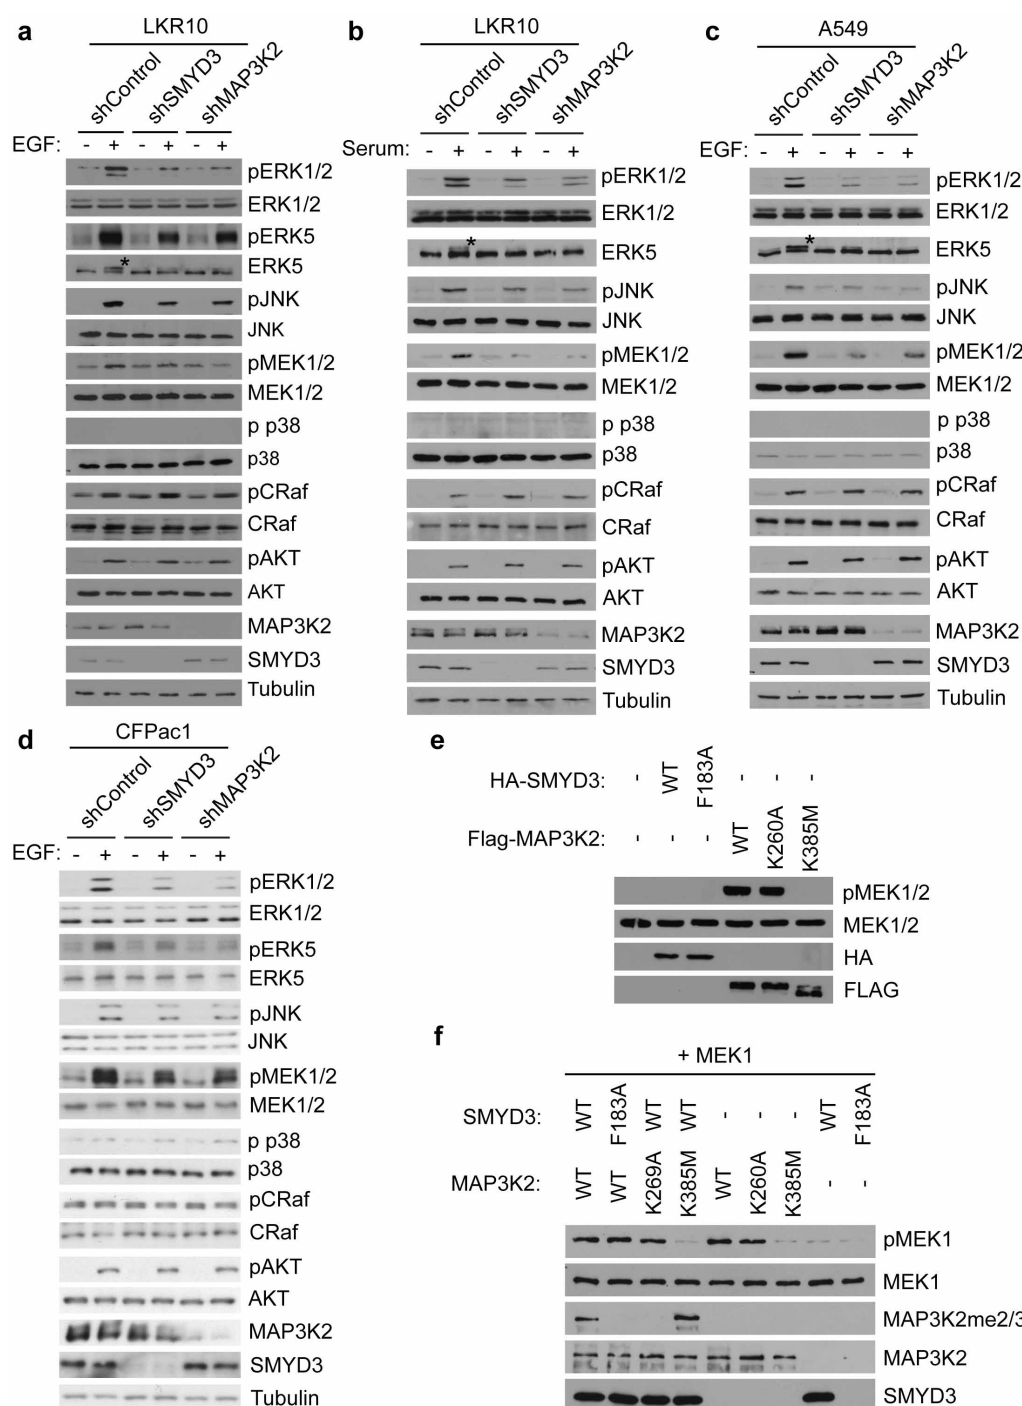 a
LKR10
shControl shSMYD3 shMAP3K2
EGF: - + - + - +
pERK1/2
ERK1/2
pERK5
*
ERK5
pJNK
JNK
pMEK1/2
MEK1/2
p p38
p38
pCRaf
CRaf
pAKT
AKT
MAP3K2
SMYD3
Tubulin
b
LKR10
shControl shSMYD3 shMAP3K2
Serum: - + - + - +
pERK1/2
ERK1/2
*
ERK5
pJNK
JNK
pMEK1/2
MEK1/2
p p38
p38
pCRaf
CRaf
pAKT
AKT
MAP3K2
SMYD3
Tubulin
c
A549
shControl shSMYD3 shMAP3K2
EGF: - + - + - +
pERK1/2
ERK1/2
*
ERK5
pJNK
JNK
pMEK1/2
MEK1/2
p p38
p38
pCRaf
CRaf
pAKT
AKT
MAP3K2
SMYD3
Tubulin
d
CFPac1
shControl shSMYD3 shMAP3K2
EGF: - + - + - +
pERK1/2
ERK1/2
pERK5
ERK5
pJNK
JNK
pMEK1/2
MEK1/2
p p38
p38
pCRaf
CRaf
pAKT
AKT
MAP3K2
SMYD3
Tubulin
e
HA-SMYD3: - WT F183A - - -
Flag-MAP3K2: - - - WT K260A K385M
pMEK1/2
MEK1/2
HA
FLAG
f
+ MEK1
SMYD3: WT F183A WT WT - - - WT F183A
MAP3K2: WT WT K269A K385M WT K260A K385M - -
pMEK1
MEK1
MAP3K2me2/3
MAP3K2
SMYD3